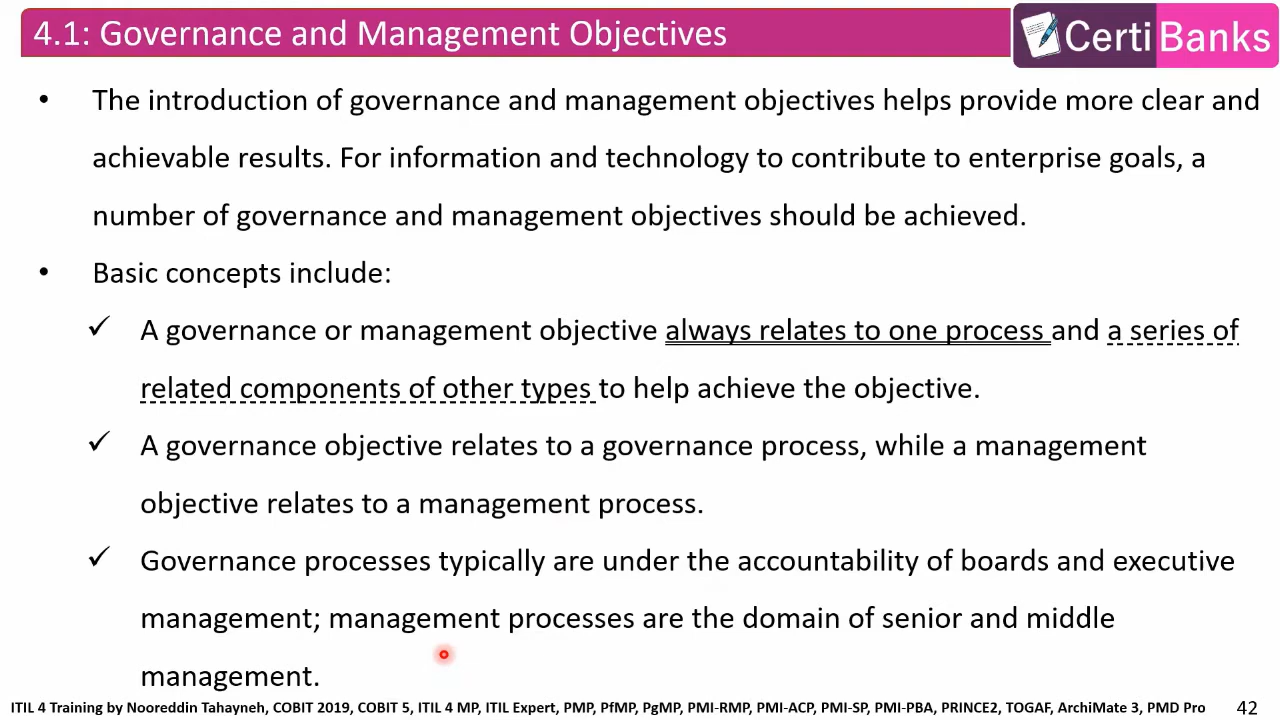 4.1: Governance and Management Objectives
CertiBanks
• The introduction of governance and management objectives helps provide more clear and
achievable results. For information and technology to contribute to enterprise goals, a
number of governance and management objectives should be achieved.
• Basic concepts include:
✓ A governance or management objective always relates to one process and a series of
related components of other types to help achieve the objective.
✓ A governance objective relates to a governance process, while a management
objective relates to a management process.
✓ Governance processes typically are under the accountability of boards and executive
management; management processes are the domain of senior and middle
management.
ITIL 4 Training by Nooreddin Tahayneh, COBIT 2019, COBIT 5, ITIL 4 MP, ITIL Expert, PMP, PfMP, PgMP, PMI-RMP, PMI-ACP, PMI-SP, PMI-PBA, PRINCE2, TOGAF, ArchiMate 3, PMD Pro 42